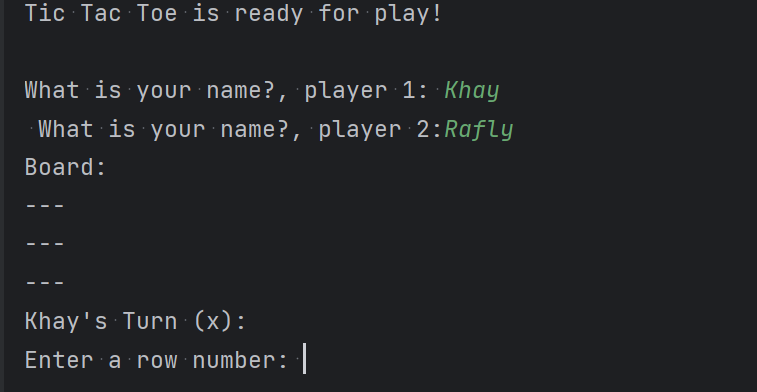 Tic Tac Toe is ready for play!
What is your name?, player 1: Khay
What is your name?, player 2:Rafly
Board:
---
---
---
Khay's Turn (x):
Enter a row number: